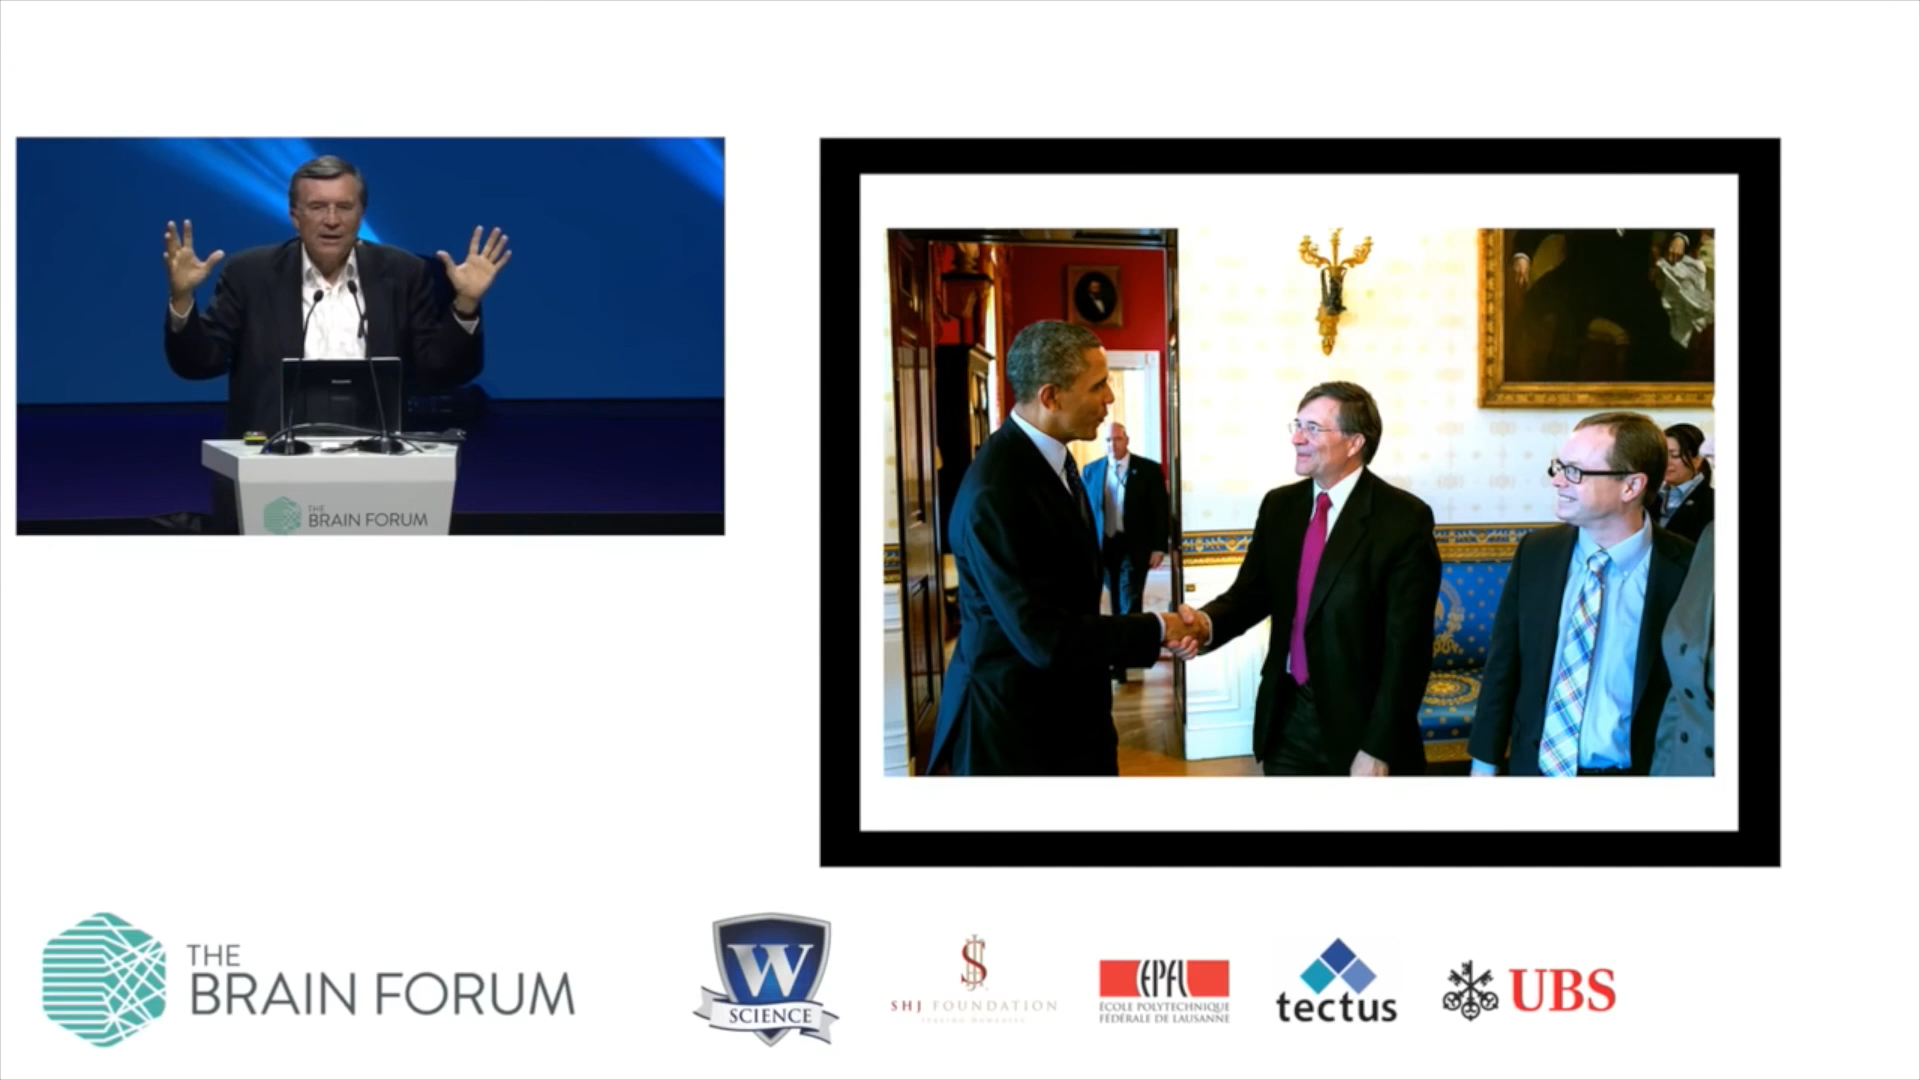 THE
BRAIN FORUM
THE
BRAIN FORUM
W
SCIENCE
SHJ FOUNDATION
EPFL
ÉCOLE POLYTECHNIQUE
FÉDÉRALE DE LAUSANNE
tectus
UBS